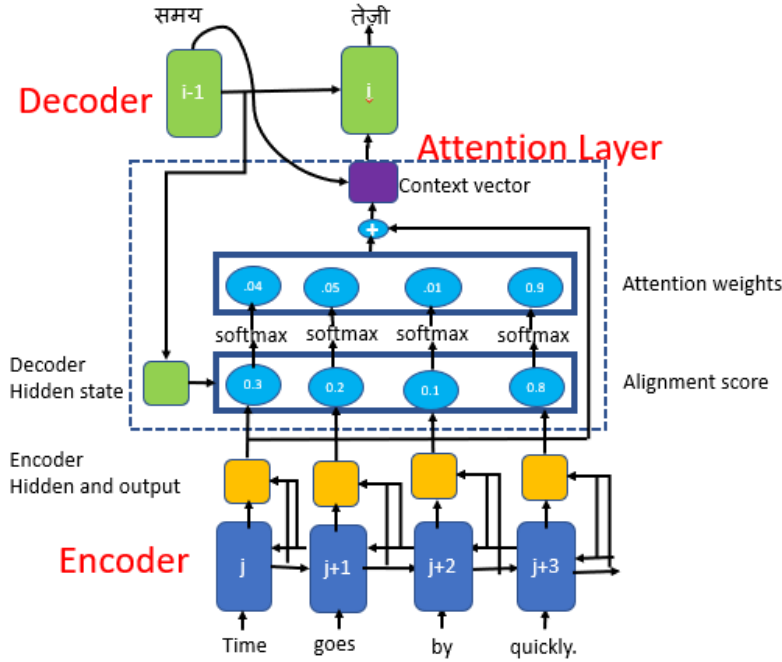 समय
तेज़ी
i-1
i
Decoder
Attention Layer
Context vector
+
.04
.05
.01
0.9
Attention weights
softmax
softmax
softmax
softmax
Decoder
Hidden state
0.3
0.2
0.1
0.8
Alignment score
Encoder
Hidden and output
Encoder
j
j+1
j+2
j+3
Time
goes
by
quickly.